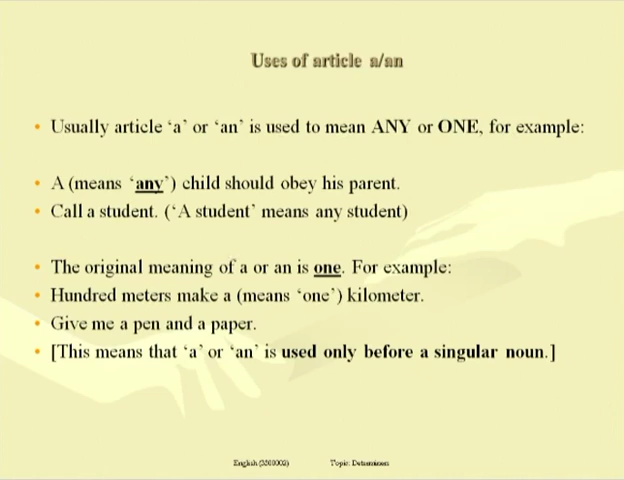 Uses of article a/an
• Usually article ‘a’ or ‘an’ is used to mean ANY or ONE, for example:
• A (means ‘any’) child should obey his parent.
• Call a student. (‘A student’ means any student)
• The original meaning of a or an is one. For example:
• Hundred meters make a (means ‘one’) kilometer.
• Give me a pen and a paper.
• [This means that ‘a’ or ‘an’ is used only before a singular noun.]
English (3500002) Topic: Determiners